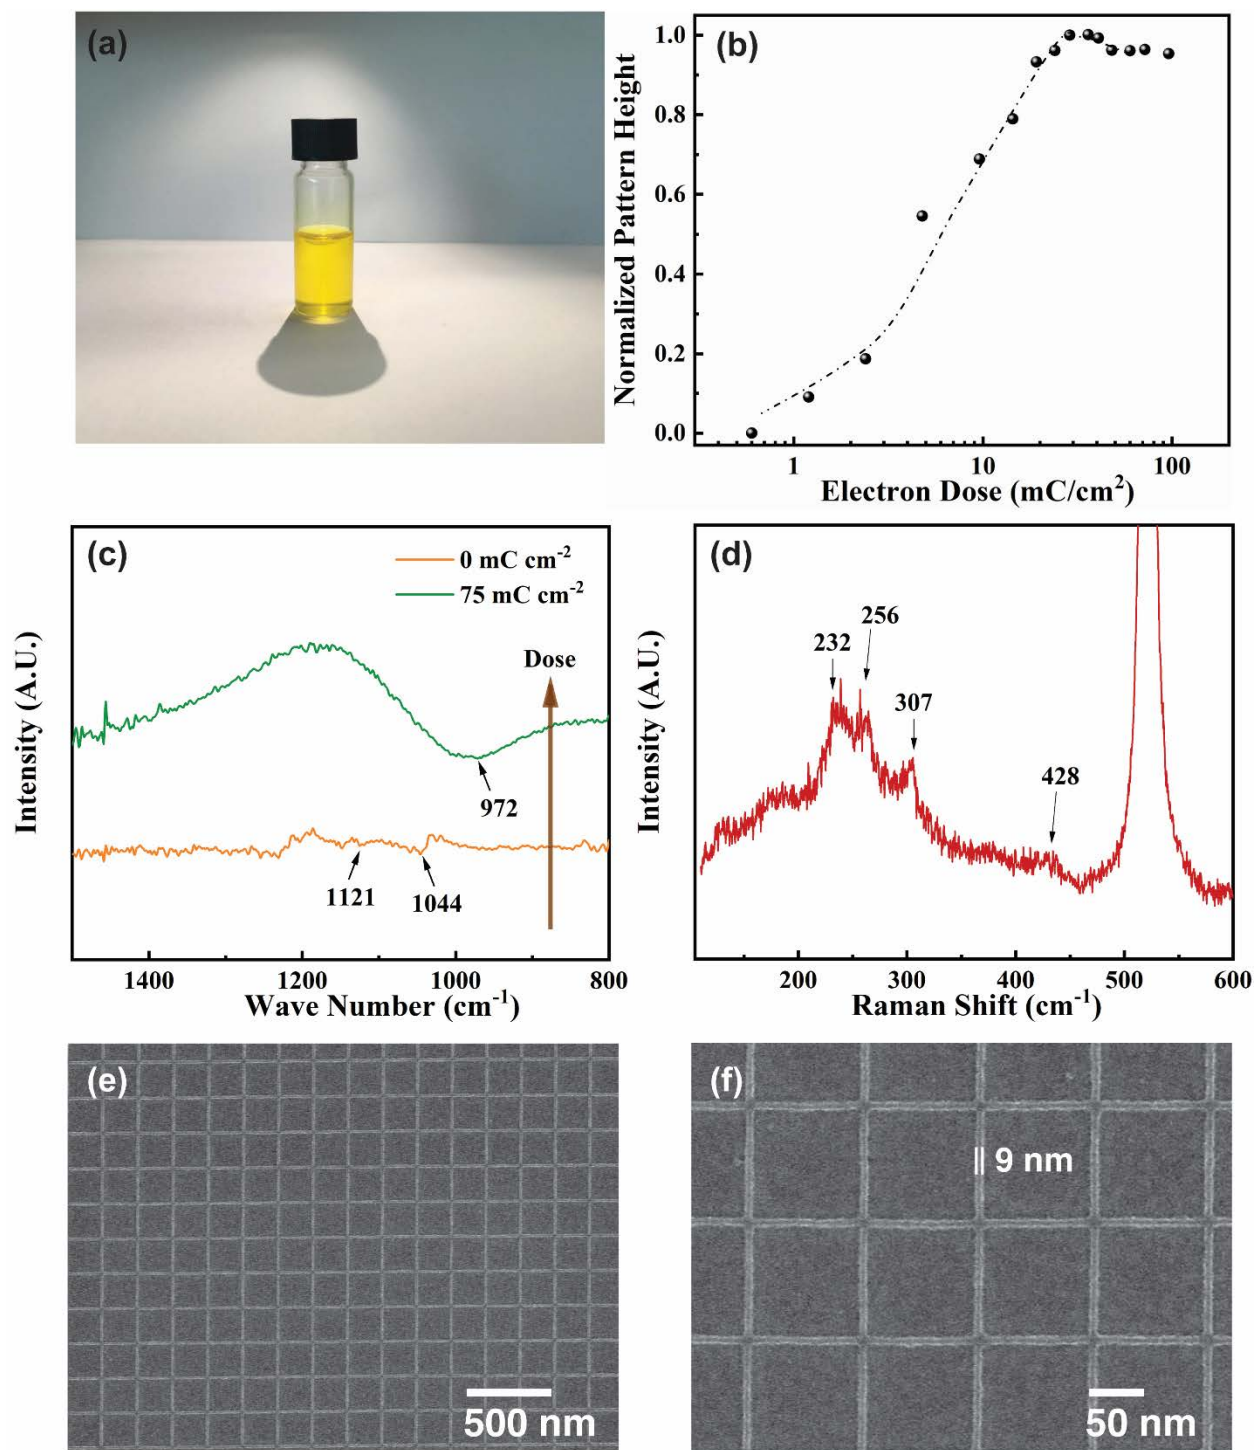 (a)
(b)
Normalized Pattern Height
1.0
0.8
0.6
0.4
0.2
0.0
1
10
100
Electron Dose (mC/cm²)
(c)
0 mC cm⁻²
75 mC cm⁻²
Dose
972
1121
1044
Intensity (A.U.)
1400
1200
1000
800
Wave Number (cm⁻¹)
(d)
232
256
307
428
Intensity (A.U.)
200
300
400
500
600
Raman Shift (cm⁻¹)
(e)
500 nm
(f)
9 nm
50 nm